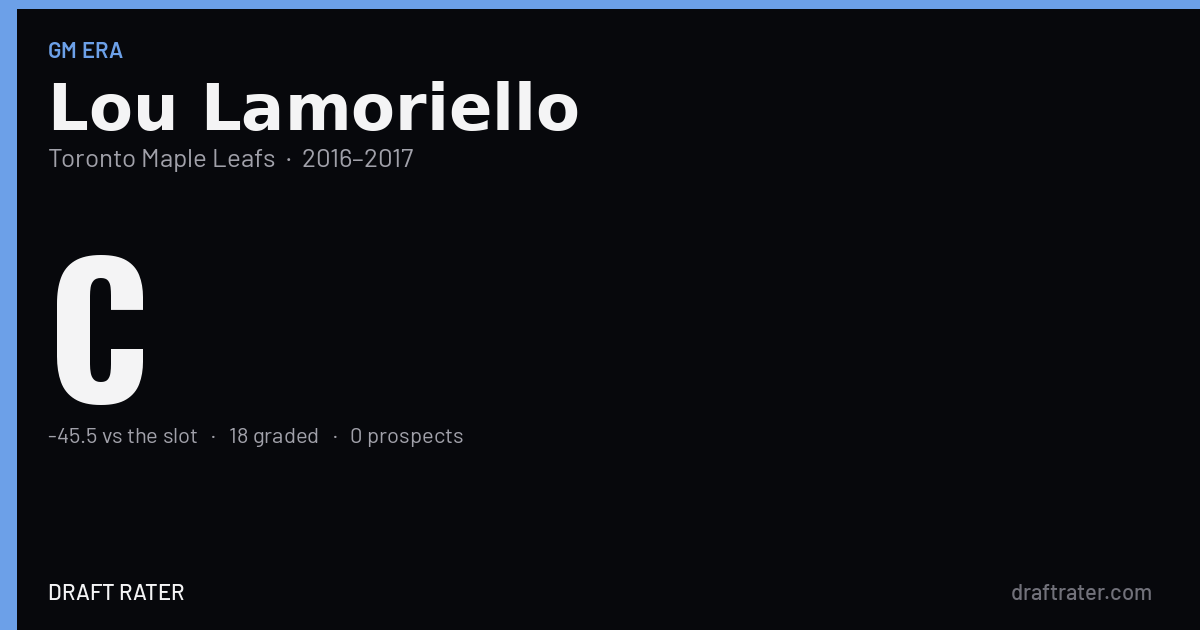 GM ERA
Lou Lamoriello
Toronto Maple Leafs · 2016–2017
C
−45.5 vs the slot · 18 graded · 0 prospects
DRAFT RATER
draftrater.com